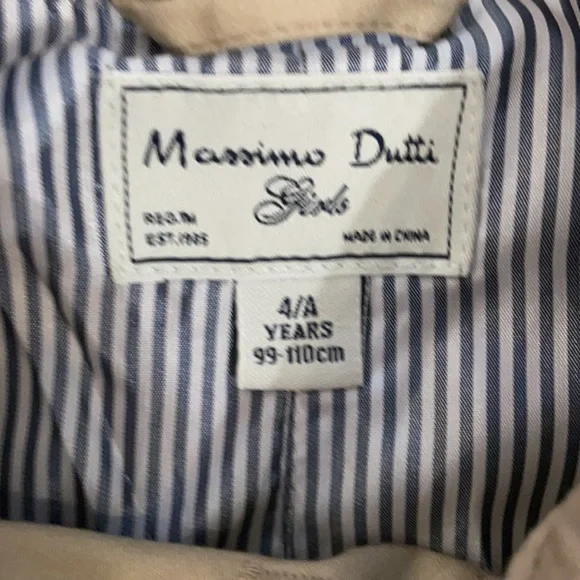 Massimo Dutti
Girls
REG.TM
EST.1985
MADE IN CHINA
4/A
YEARS
99-110cm